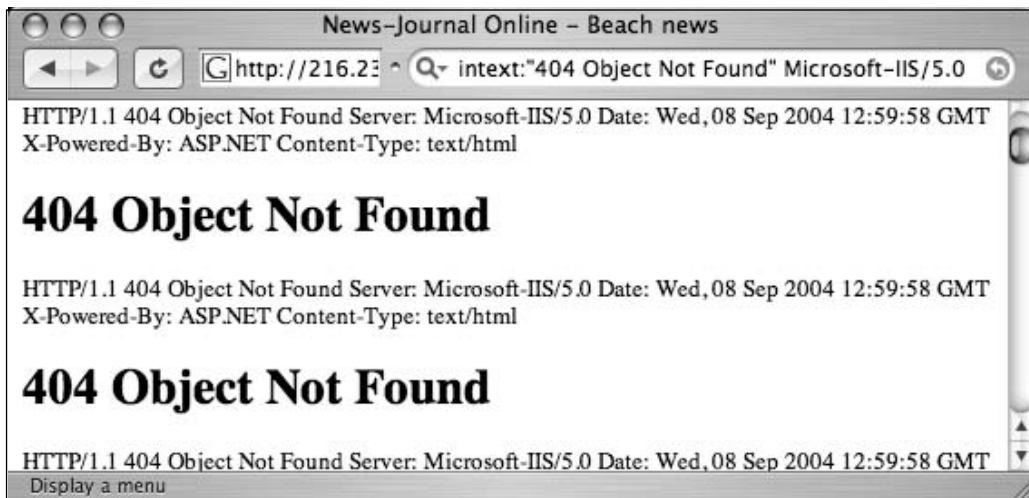 News-Journal Online – Beach news
http://216.23 intext:"404 Object Not Found" Microsoft-IIS/5.0
HTTP/1.1 404 Object Not Found Server: Microsoft-IIS/5.0 Date: Wed, 08 Sep 2004 12:59:58 GMT
X-Powered-By: ASP.NET Content-Type: text/html
404 Object Not Found
HTTP/1.1 404 Object Not Found Server: Microsoft-IIS/5.0 Date: Wed, 08 Sep 2004 12:59:58 GMT
X-Powered-By: ASP.NET Content-Type: text/html
404 Object Not Found
HTTP/1.1 404 Object Not Found Server: Microsoft-IIS/5.0 Date: Wed, 08 Sep 2004 12:59:58 GMT
Display a menu